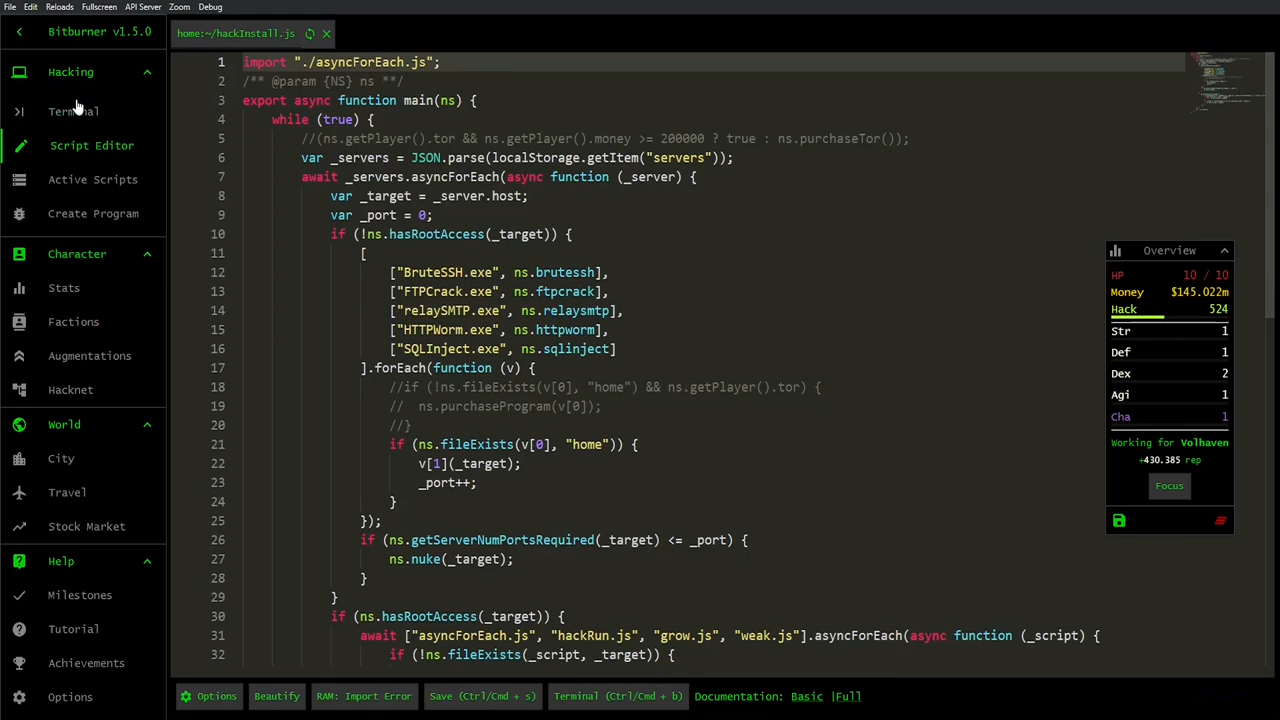 File Edit Reloads Fullscreen API Server Zoom Debug
Bitburner v1.5.0
Hacking
Terminal
Script Editor
Active Scripts
Create Program
Character
Stats
Factions
Augmentations
Hacknet
World
City
Travel
Stock Market
Help
Milestones
Tutorial
Achievements
Options
home:~/hackInstall.js
1 import "./asyncForEach.js";
2 /** @param {NS} ns **/
3 export async function main(ns) {
4 while (true) {
5 //(ns.getPlayer().tor && ns.getPlayer().money >= 200000 ? true : ns.purchaseTor());
6 var _servers = JSON.parse(localStorage.getItem("servers"));
7 await _servers.asyncForEach(async function (_server) {
8 var _target = _server.host;
9 var _port = 0;
10 if (!ns.hasRootAccess(_target)) {
11 [
12 ["BruteSSH.exe", ns.brutessh],
13 ["FTPCrack.exe", ns.ftpcrack],
14 ["relaySMTP.exe", ns.relaysmtp],
15 ["HTTPWorm.exe", ns.httpworm],
16 ["SQLInject.exe", ns.sqlinject]
17 ].forEach(function (v) {
18 //if (!ns.fileExists(v[0], "home") && ns.getPlayer().tor) {
19 // ns.purchaseProgram(v[0]);
20 //}
21 if (ns.fileExists(v[0], "home")) {
22 v[1](_target);
23 _port++;
24 }
25 });
26 if (ns.getServerNumPortsRequired(_target) <= _port) {
27 ns.nuke(_target);
28 }
29 }
30 if (ns.hasRootAccess(_target)) {
31 await ["asyncForEach.js", "hackRun.js", "grow.js", "weak.js"].asyncForEach(async function (_script) {
32 if (!ns.fileExists(_script, _target)) {
Overview
HP 10 / 10
Money $145.022m
Hack 524
Str 1
Def 1
Dex 2
Agi 1
Cha 1
Working for Volhaven
+430.385 rep
Focus
Options Beautify RAM: Import Error Save (Ctrl/Cmd + s) Terminal (Ctrl/Cmd + b) Documentation: Basic |Full